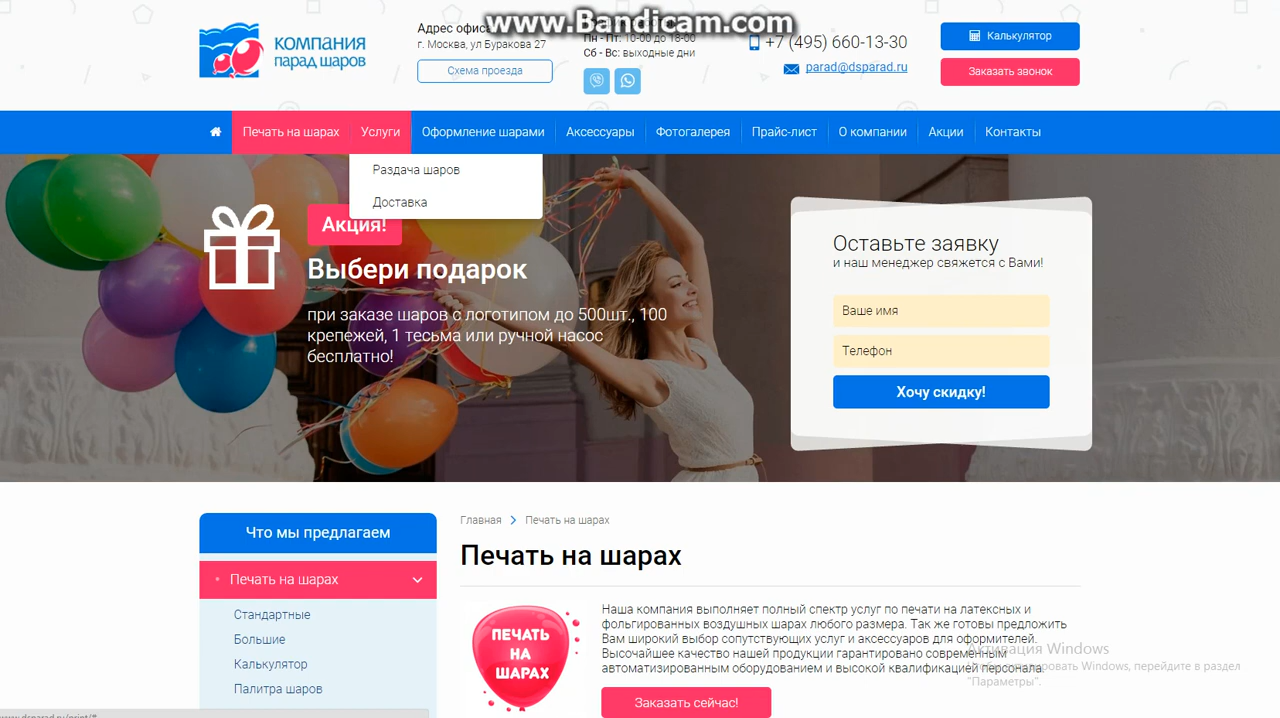 www.Bandicam.com
КОМПАНИЯ
ПАРАД ШАРОВ
Адрес офиса
г. Москва, ул Буракова 27
Схема проезда
Пн - Пт: 10-00 до 18-00
Сб - Вс: выходные дни
+7 (495) 660-13-30
parad@dsparad.ru
Калькулятор
Заказать звонок
Печать на шарах
Услуги
Оформление шарами
Аксессуары
Фотогалерея
Прайс-лист
О компании
Акции
Контакты
Раздача шаров
Доставка
Акция!
Выбери подарок
при заказе шаров с логотипом до 500шт., 100
крепежей, 1 тесьма или ручной насос
бесплатно!
Оставьте заявку
и наш менеджер свяжется с Вами!
Ваше имя
Телефон
Хочу скидку!
Что мы предлагаем
Печать на шарах
Стандартные
Большие
Калькулятор
Палитра шаров
Главная
Печать на шарах
Печать на шарах
ПЕЧАТЬ
НА
ШАРАХ
Наша компания выполняет полный спектр услуг по печати на латексных и
фольгированных воздушных шарах любого размера. Так же готовы предложить
Вам широкий выбор сопутствующих услуг и аксессуаров для оформителей.
Высочайшее качество нашей продукции гарантировано современным
автоматизированным оборудованием и высокой квалификацией персонала.
Заказать сейчас!
Активация Windows
Чтобы активировать Windows, перейдите в раздел
"Параметры".